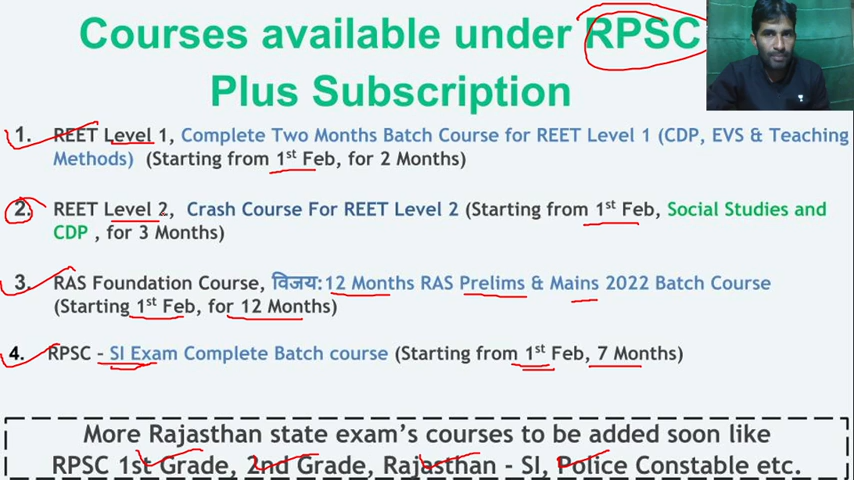 Courses available under RPSC
Plus Subscription
1. REET Level 1, Complete Two Months Batch Course for REET Level 1 (CDP, EVS & Teaching
Methods) (Starting from 1st Feb, for 2 Months)
2. REET Level 2, Crash Course For REET Level 2 (Starting from 1st Feb, Social Studies and
CDP , for 3 Months)
3. RAS Foundation Course, विजय:12 Months RAS Prelims & Mains 2022 Batch Course
(Starting 1st Feb, for 12 Months)
4. RPSC - SI Exam Complete Batch course (Starting from 1st Feb, 7 Months)
More Rajasthan state exam's courses to be added soon like
RPSC 1st Grade, 2nd Grade, Rajasthan - SI, Police Constable etc.